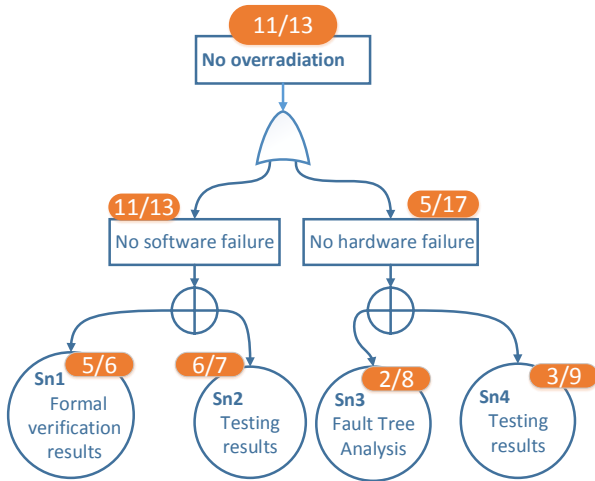 11/13
No overradiation
11/13
5/17
No software failure
No hardware failure
5/6
6/7
2/8
3/9
Sn1
Formal
verification
results
Sn2
Testing
results
Sn3
Fault Tree
Analysis
Sn4
Testing
results